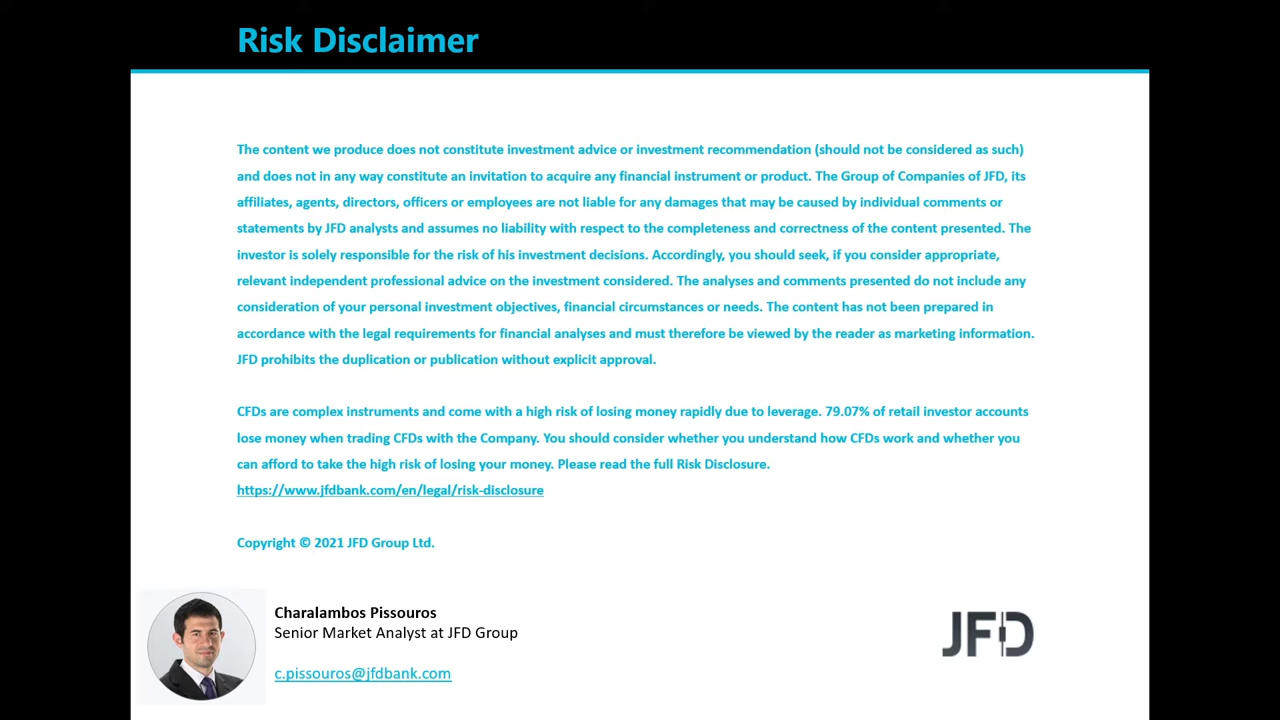 Risk Disclaimer
The content we produce does not constitute investment advice or investment recommendation (should not be considered as such)
and does not in any way constitute an invitation to acquire any financial instrument or product. The Group of Companies of JFD, its
affiliates, agents, directors, officers or employees are not liable for any damages that may be caused by individual comments or
statements by JFD analysts and assumes no liability with respect to the completeness and correctness of the content presented. The
investor is solely responsible for the risk of his investment decisions. Accordingly, you should seek, if you consider appropriate,
relevant independent professional advice on the investment considered. The analyses and comments presented do not include any
consideration of your personal investment objectives, financial circumstances or needs. The content has not been prepared in
accordance with the legal requirements for financial analyses and must therefore be viewed by the reader as marketing information.
JFD prohibits the duplication or publication without explicit approval.
CFDs are complex instruments and come with a high risk of losing money rapidly due to leverage. 79.07% of retail investor accounts
lose money when trading CFDs with the Company. You should consider whether you understand how CFDs work and whether you
can afford to take the high risk of losing your money. Please read the full Risk Disclosure.
https://www.jfdbank.com/en/legal/risk-disclosure
Copyright © 2021 JFD Group Ltd.
Charalambos Pissouros
Senior Market Analyst at JFD Group
c.pissouros@jfdbank.com
JFD